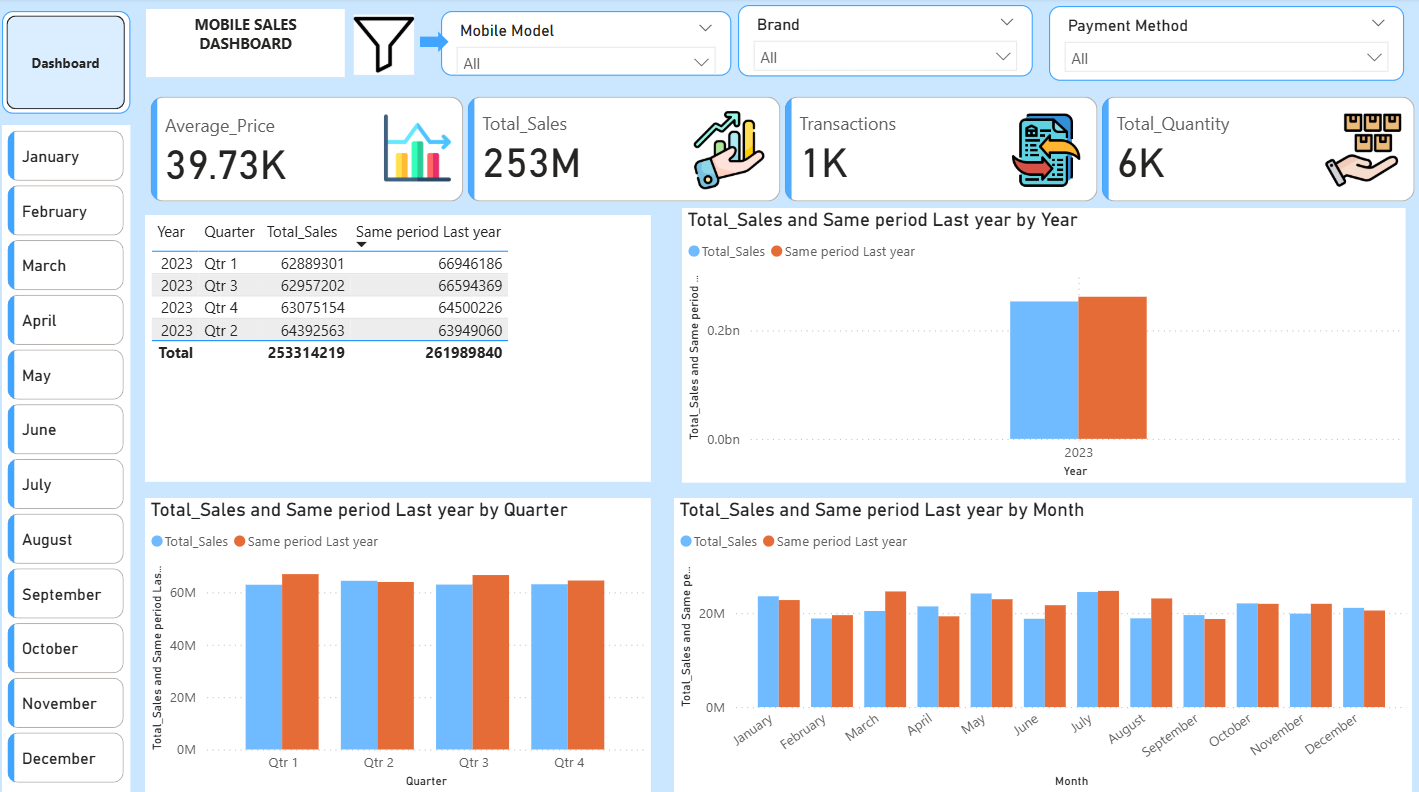 Dashboard
MOBILE SALES
DASHBOARD
Mobile Model
All
Brand
All
Payment Method
All
January
February
March
April
May
June
July
August
September
October
November
December
Average_Price
39.73K
Total_Sales
253M
Transactions
1K
Total_Quantity
6K
Year Quarter Total_Sales Same period Last year
2023 Qtr 1 62889301 66946186
2023 Qtr 3 62957202 66594369
2023 Qtr 4 63075154 64500226
2023 Qtr 2 64392563 63949060
Total 253314219 261989840
Total_Sales and Same period Last year by Year
Total_Sales Same period Last year
Total_Sales and Same period ...
0.2bn
0.0bn
2023
Year
Total_Sales and Same period Last year by Quarter
Total_Sales Same period Last year
Total_Sales and Same period Las...
60M
40M
20M
0M
Qtr 1 Qtr 2 Qtr 3 Qtr 4
Quarter
Total_Sales and Same period Last year by Month
Total_Sales Same period Last year
Total_Sales and Same pe...
20M
0M
January February March April May June July August September October November December
Month